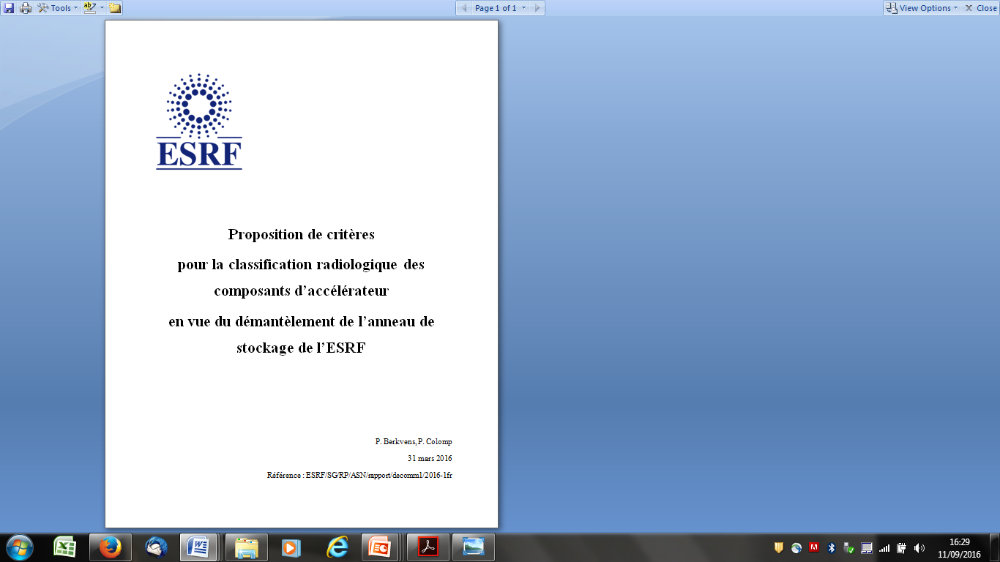 Tools
Page 1 of 1
View Options
Close
ESRF
Proposition de critères
pour la classification radiologique des
composants d’accélérateur
en vue du démantèlement de l’anneau de
stockage de l’ESRF
P. Berkvens, P. Colomp
31 mars 2016
Référence : ESRF/SG/RP/ASN/rapport/decomm1/2016-1fr
16:29
11/09/2016